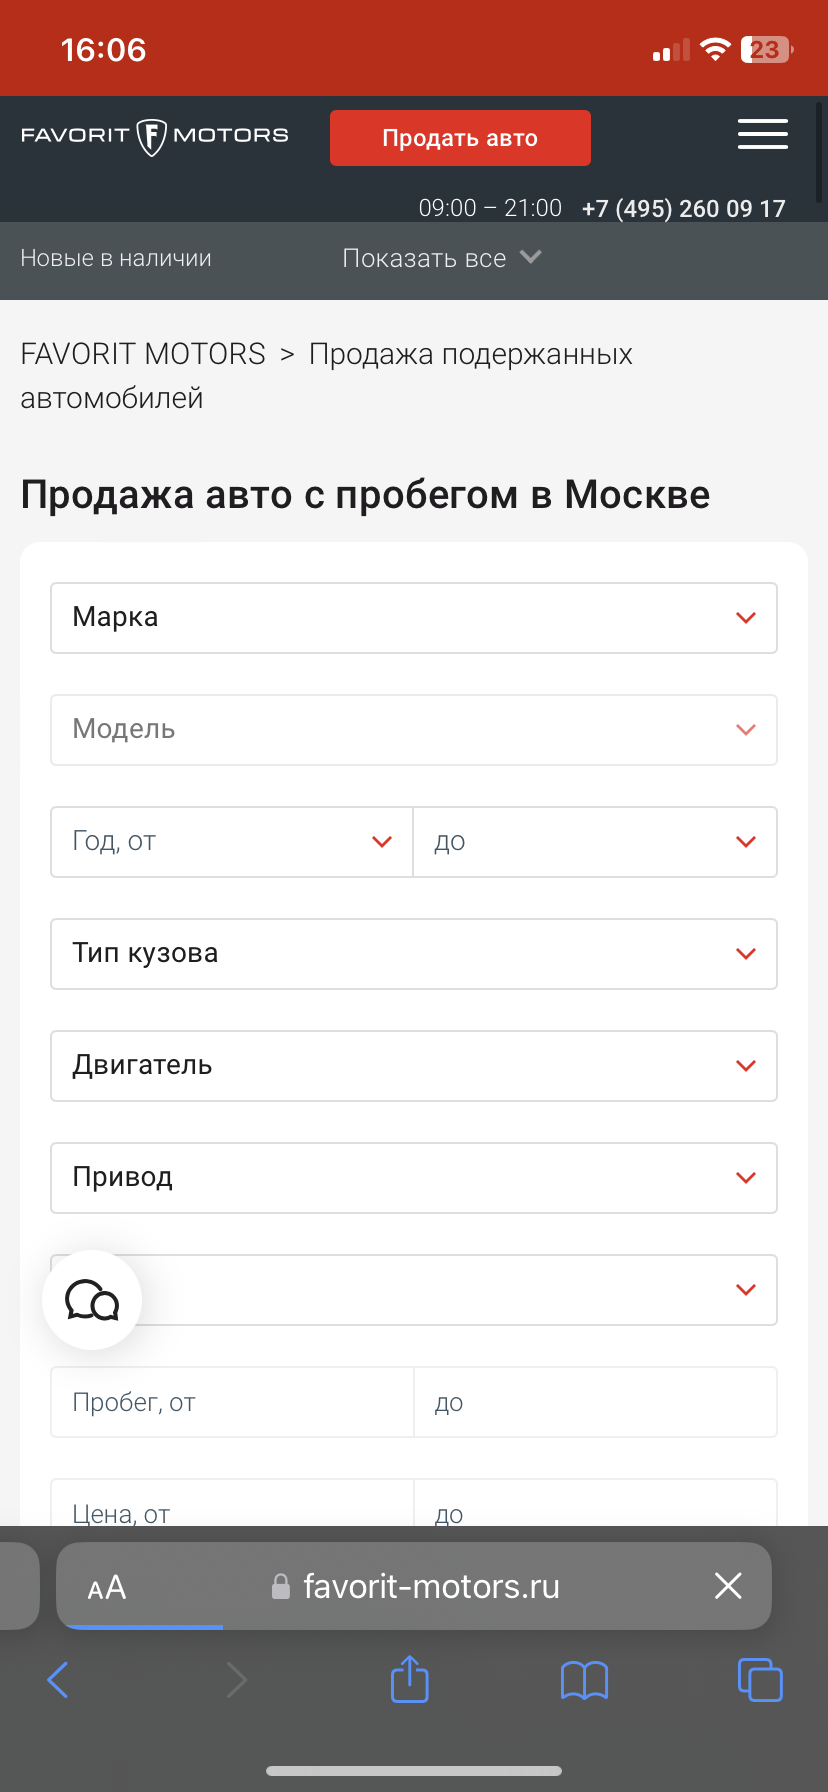 16:06
23
FAVORIT F MOTORS
Продать авто
09:00 – 21:00 +7 (495) 260 09 17
Новые в наличии
Показать все
FAVORIT MOTORS > Продажа подержанных
автомобилей
Продажа авто с пробегом в Москве
Марка
Модель
Год, от
до
Тип кузова
Двигатель
Привод
Пробег, от
до
Цена, от
до
AA
favorit-motors.ru